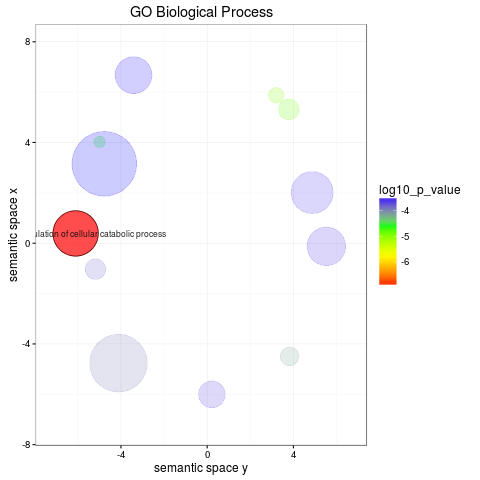 GO Biological Process
semantic space x
8
4
0
-4
-8
of cellular catabolic process
-4
0
4
semantic space y
log10_p_value
-4
-5
-6